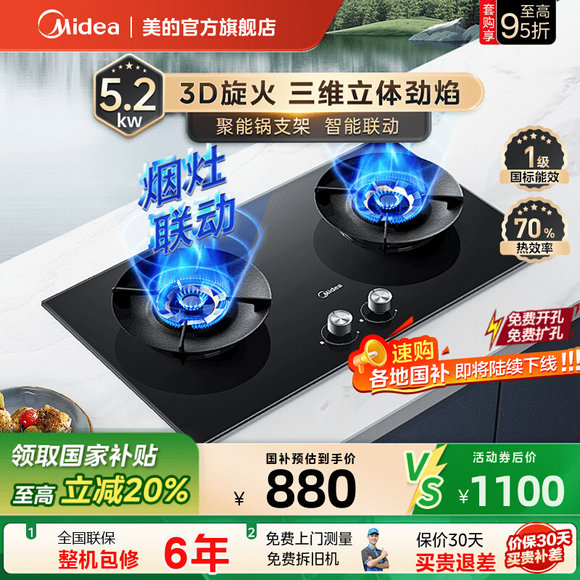 Midea 美的官方旗舰店
套购享 至高95折
5.2kw
3D旋火 三维立体劲焰
聚能锅支架 智能联动
烟灶
联动
1级
国标能效
70%
热效率
Midea
免费开孔
免费扩孔
速购
各地国补 即将陆续下线!!!
领取国家补贴
至高 立减20%
国补预估到手价
¥ 880
VS
活动券后价
¥1100
1
全国联保
整机包修 6年
2
免费上门测量
免费拆旧机
保价30天
买贵退差
价保30天
买贵补差